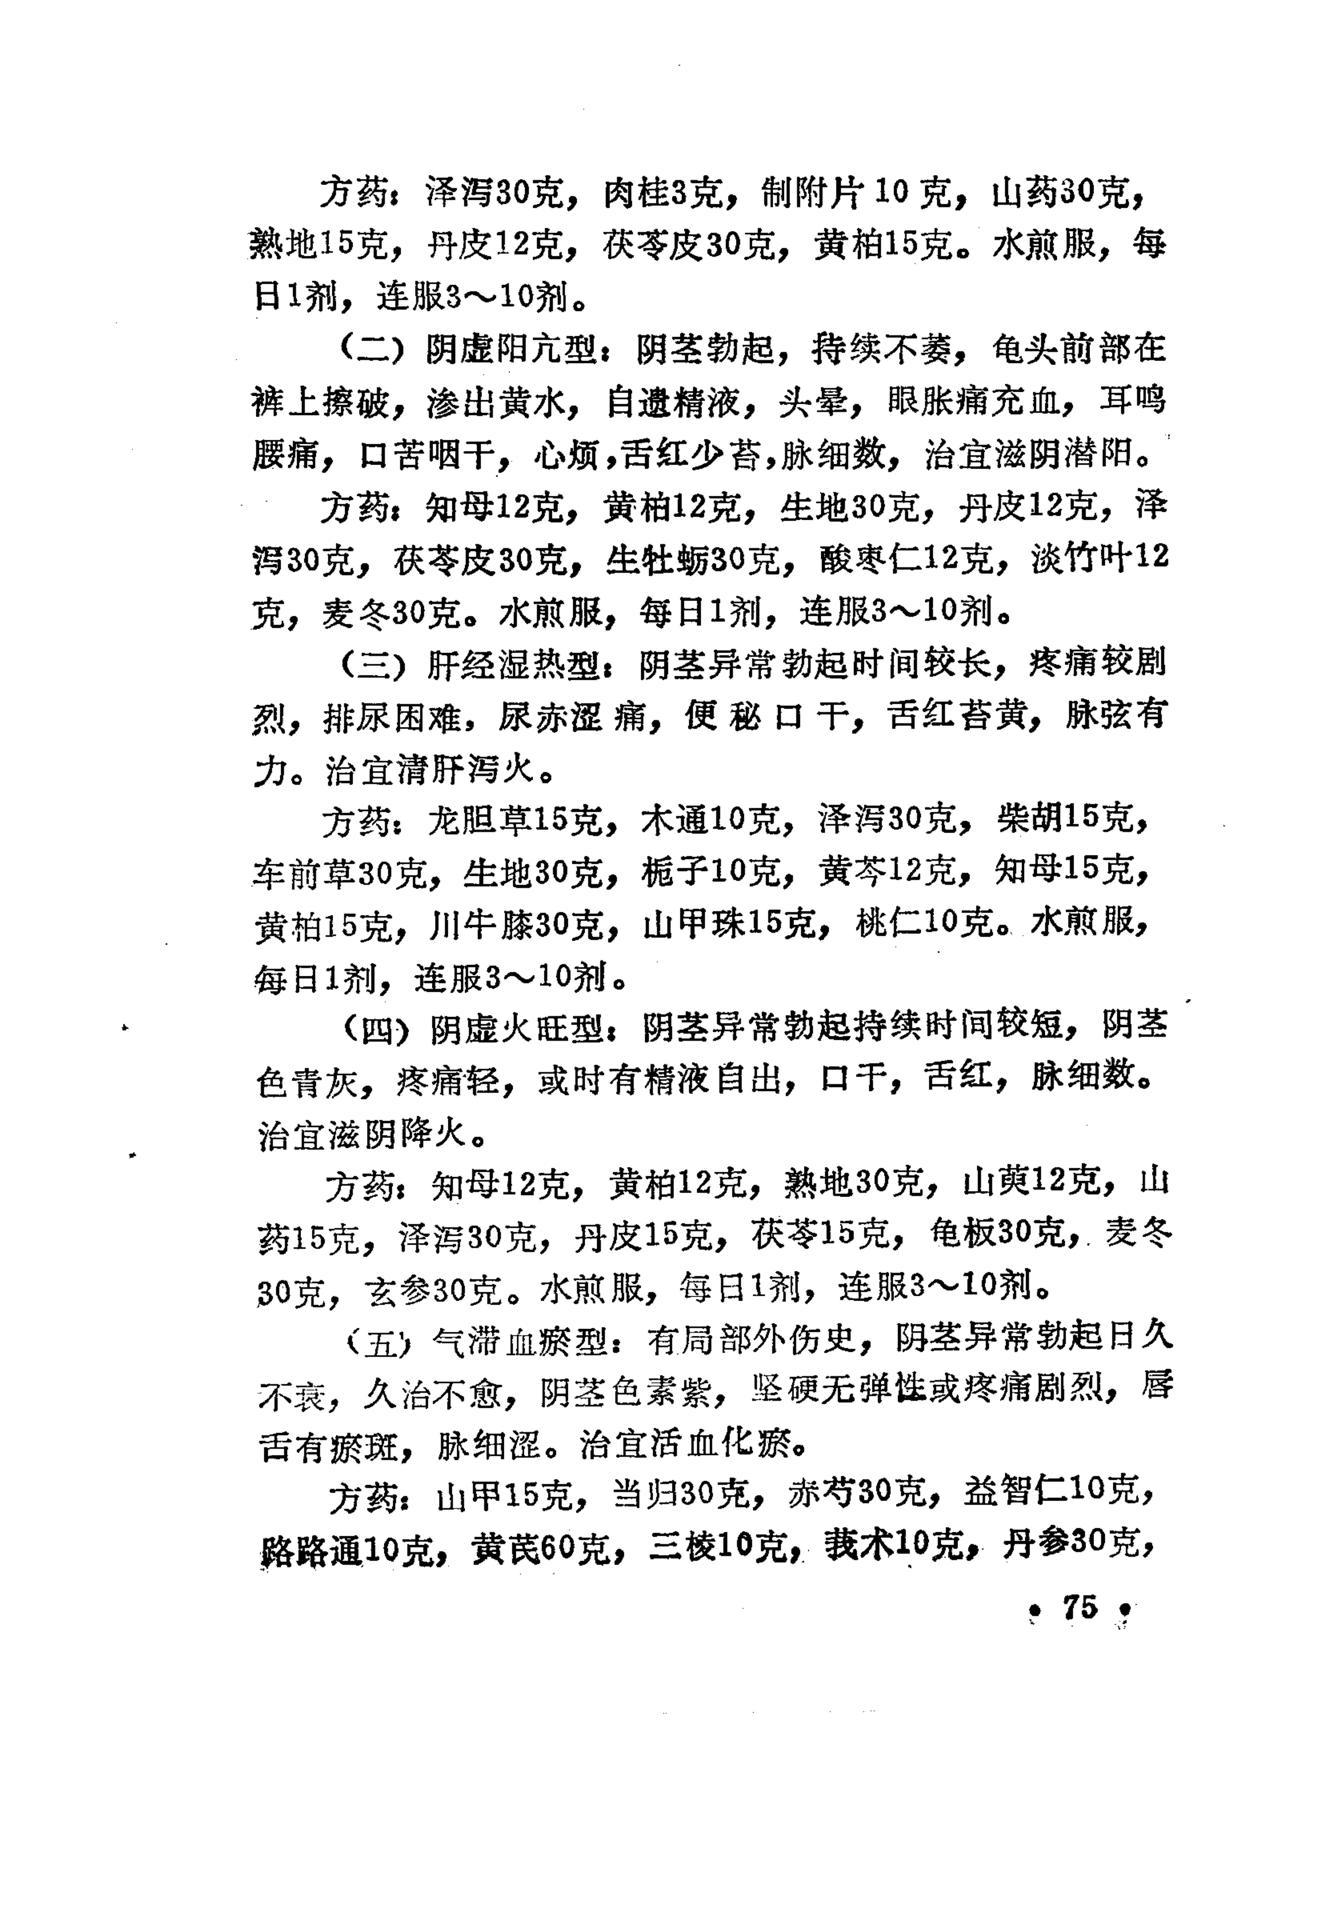 方药：泽泻30克，肉桂3克，制附片10克，山药30克，
熟地15克，丹皮12克，茯苓皮30克，黄柏15克。水煎服，每
日1剂，连服3～10剂。
（二）阴虚阳亢型：阴茎勃起，持续不萎，龟头前部在
裤上擦破，渗出黄水，自遗精液，头晕，眼胀痛充血，耳鸣
腰痛，口苦咽干，心烦，舌红少苔，脉细数，治宜滋阴潜阳。
方药：知母12克，黄柏12克，生地30克，丹皮12克，泽
泻30克，茯苓皮30克，生牡蛎30克，酸枣仁12克，淡竹叶12
克，麦冬30克。水煎服，每日1剂，连服3～10剂。
（三）肝经湿热型：阴茎异常勃起时间较长，疼痛较剧
烈，排尿困难，尿赤涩痛，便秘口干，舌红苔黄，脉弦有
力。治宜清肝泻火。
方药：龙胆草15克，木通10克，泽泻30克，柴胡15克，
车前草30克，生地30克，栀子10克，黄芩12克，知母15克，
黄柏15克，川牛膝30克，山甲珠15克，桃仁10克。水煎服，
每日1剂，连服3～10剂。
（四）阴虚火旺型：阴茎异常勃起持续时间较短，阴茎
色青灰，疼痛轻，或时有精液自出，口干，舌红，脉细数。
治宜滋阴降火。
方药：知母12克，黄柏12克，熟地30克，山萸12克，山
药15克，泽泻30克，丹皮15克，茯苓15克，龟板30克，麦冬
30克，玄参30克。水煎服，每日1剂，连服3～10剂。
（五）气滞血瘀型：有局部外伤史，阴茎异常勃起日久
不衰，久治不愈，阴茎色素紫，坚硬无弹性或疼痛剧烈，唇
舌有瘀斑，脉细涩。治宜活血化瘀。
方药：山甲15克，当归30克，赤芍30克，益智仁10克，
路路通10克，黄芪60克，三棱10克，莪术10克，丹参30克，
• 75 •